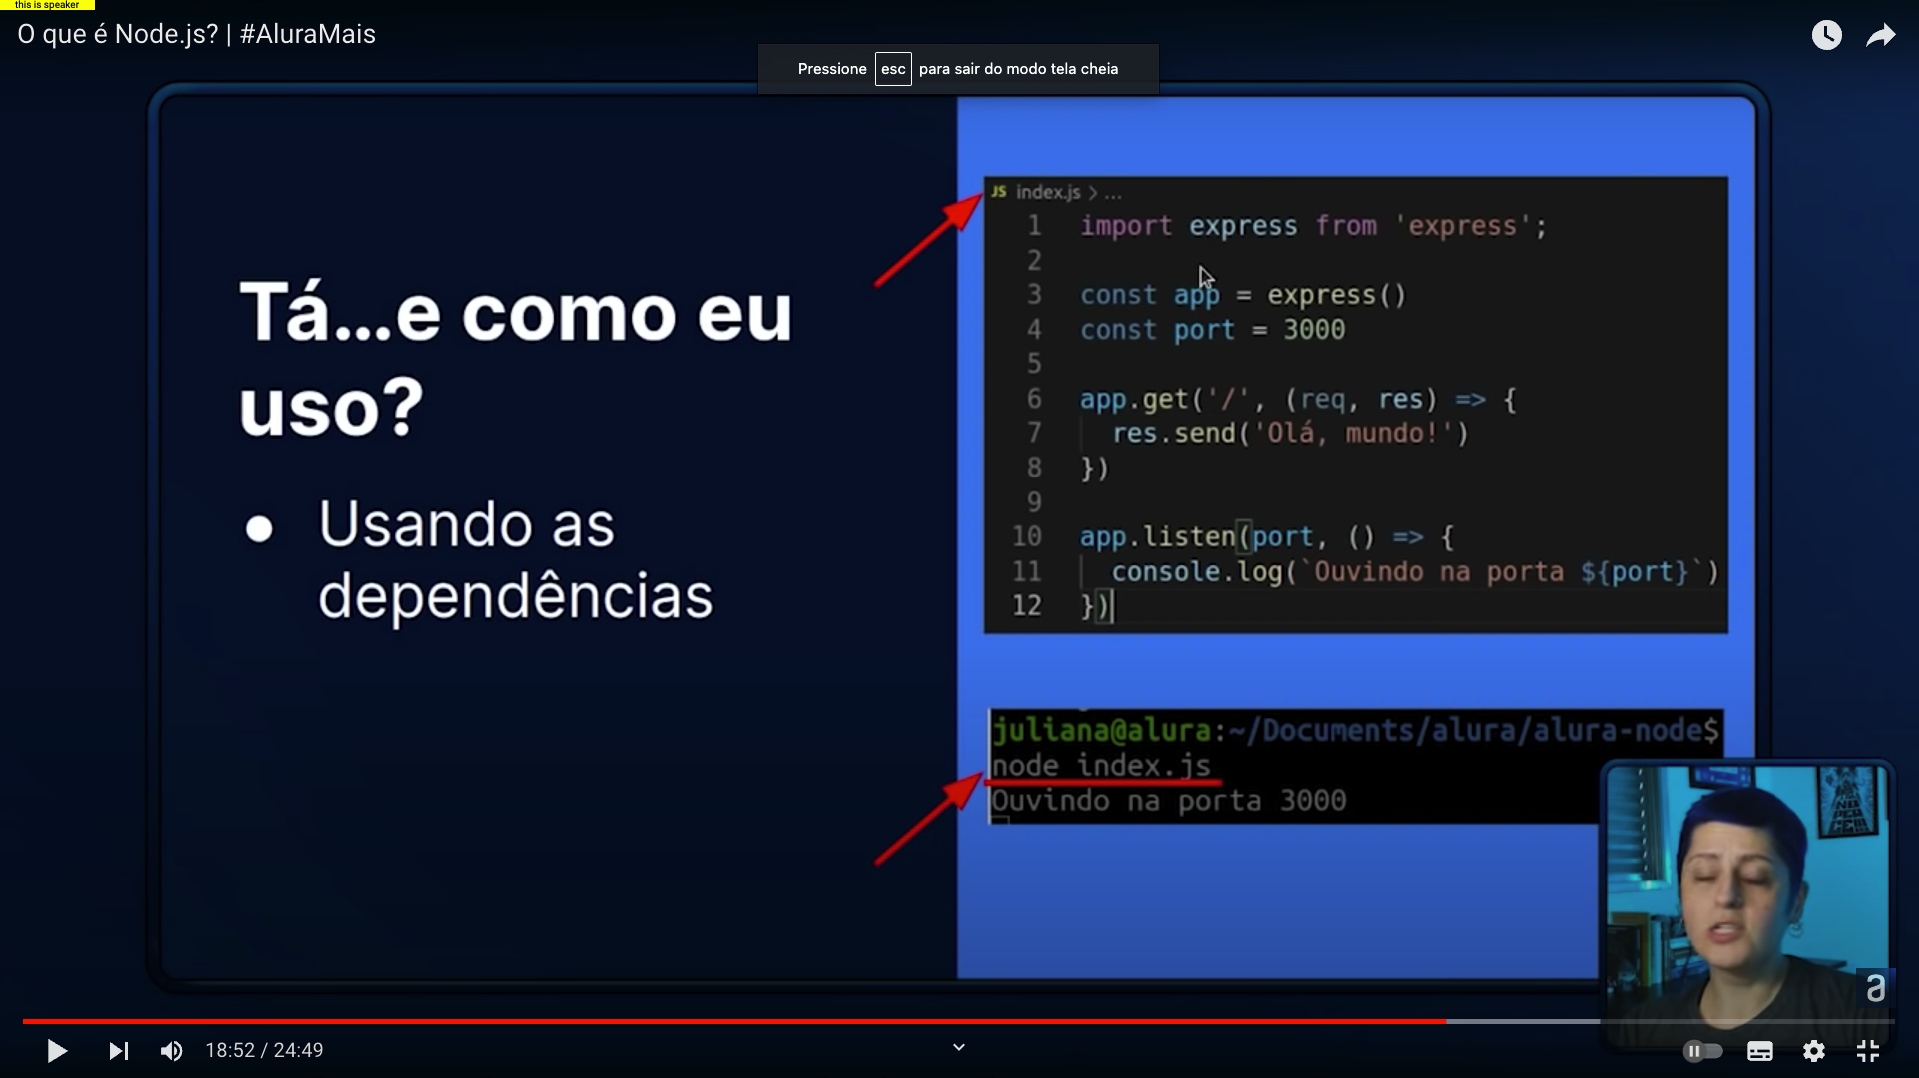 this is speaker
O que é Node.js? | #AluraMais
Pressione esc para sair do modo tela cheia
Tá...e como eu
uso?
● Usando as
dependências
JS index.js > ...
1 import express from 'express';
2
3 const app = express()
4 const port = 3000
5
6 app.get('/', (req, res) => {
7 res.send('Olá, mundo!')
8 })
9
10 app.listen(port, () => {
11 console.log(`Ouvindo na porta ${port}`)
12 })
juliana@alura:~/Documents/alura/alura-node$
node index.js
Ouvindo na porta 3000
a
18:52 / 24:49